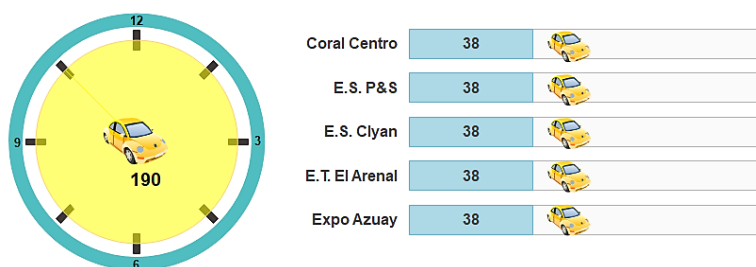 12
9
3
190
6
Coral Centro 38
E.S. P&S 38
E.S. Clyan 38
E.T. El Arenal 38
Expo Azuay 38